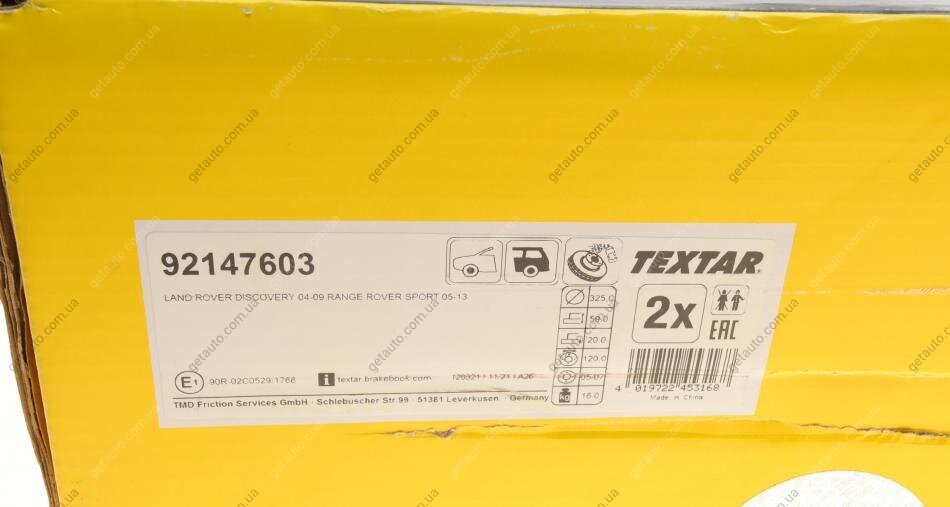 92147603
LAND ROVER DISCOVERY 04-09 RANGE ROVER SPORT 05-13
TEXTAR
325.0
2x
20.0
EAC
120.0
E1 90R-02C0529/1768
i textar.brakebook.com
kg 16.0
4 019722 453168
Made in China
TMD Friction Services GmbH · Schlebuscher Str.99 · 51381 Leverkusen · Germany
getauto.com.ua